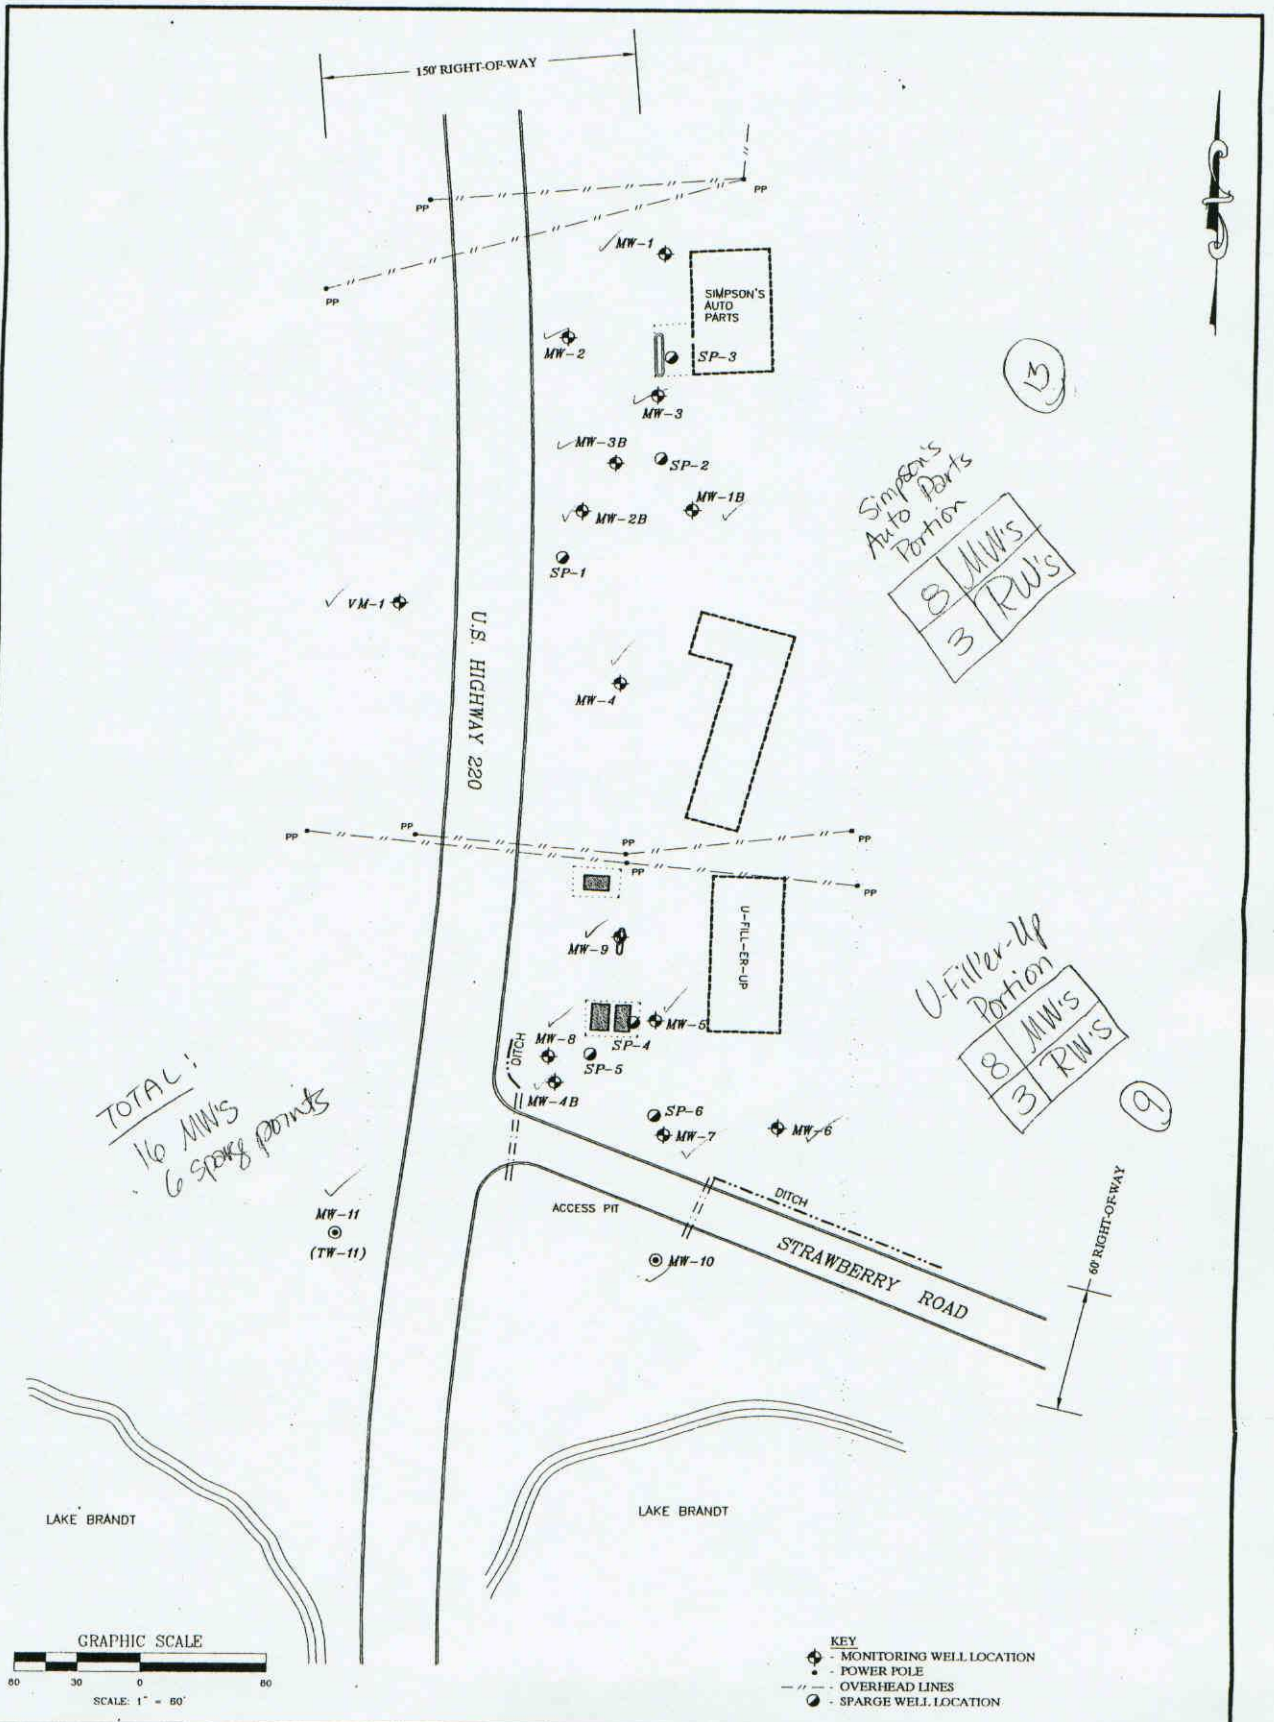 150' RIGHT-OF-WAY
PP
PP
PP
MW-1
SIMPSON'S
AUTO
PARTS
MW-2
SP-3
MW-3
MW-3B
SP-2
MW-1B
MW-2B
SP-1
VM-1
Simpson's
Auto Parts
Portion
8 MW'S
3 RW'S
U.S. HIGHWAY 220
MW-4
PP
PP
PP
PP
PP
PP
U-FILL-ER-UP
MW-9
U-Fill'er-Up
Portion
8 MW'S
3 RW'S
9
MW-5
SP-4
MW-8
DITCH
SP-5
MW-4B
SP-6
MW-7
MW-6
TOTAL:
16 MW'S
6 sparg points
MW-11
(TW-11)
ACCESS PIT
DITCH
MW-10
STRAWBERRY ROAD
60' RIGHT-OF-WAY
LAKE BRANDT
LAKE BRANDT
GRAPHIC SCALE
60 30 0 60
SCALE: 1" = 60'
KEY
- MONITORING WELL LOCATION
- POWER POLE
- OVERHEAD LINES
- SPARGE WELL LOCATION